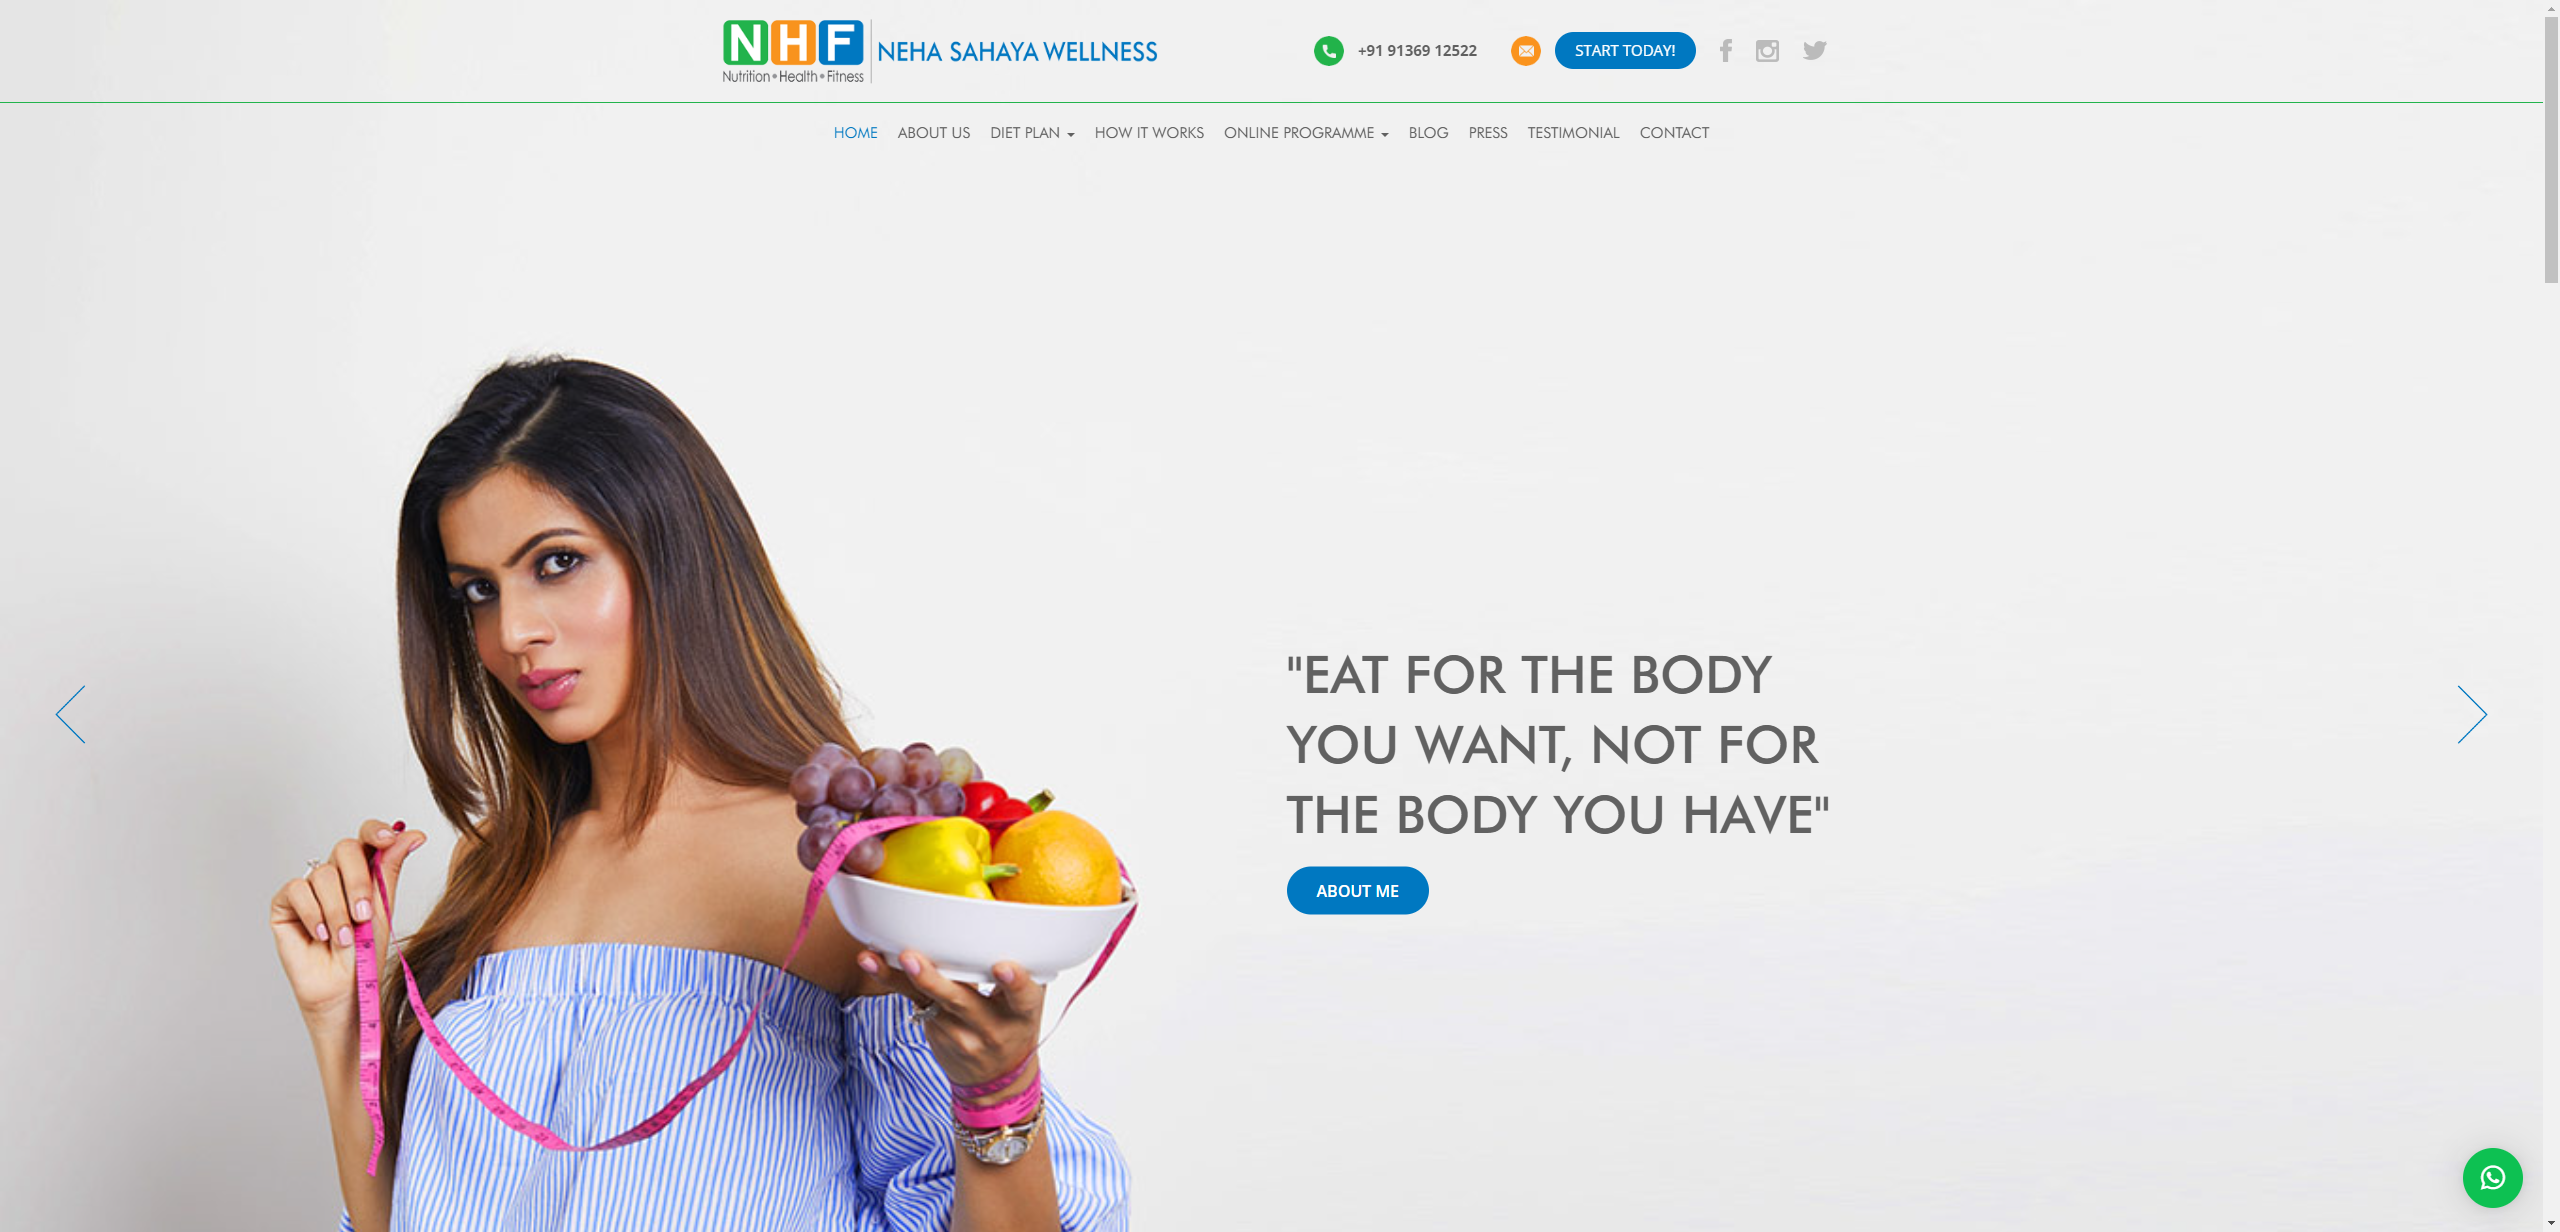 NHF
Nutrition•Health•Fitness
NEHA SAHAYA WELLNESS
+91 91369 12522
START TODAY!
HOME ABOUT US DIET PLAN HOW IT WORKS ONLINE PROGRAMME BLOG PRESS TESTIMONIAL CONTACT
"EAT FOR THE BODY
YOU WANT, NOT FOR
THE BODY YOU HAVE"
ABOUT ME